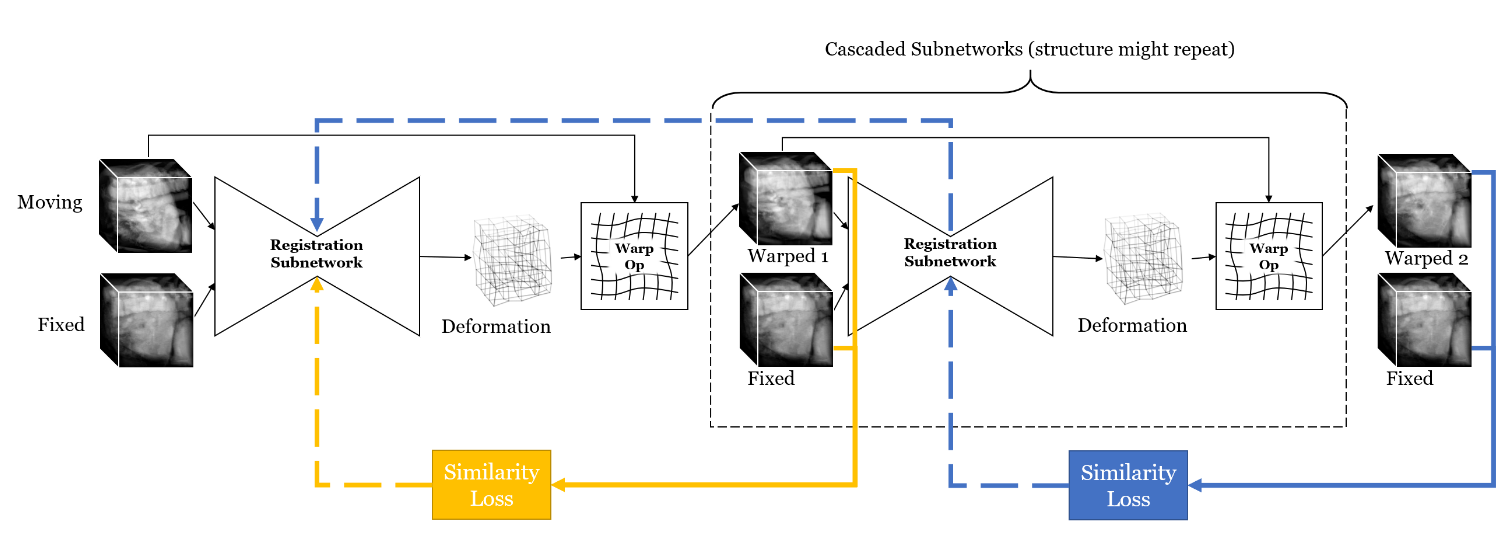 Cascaded Subnetworks (structure might repeat)
Moving
Fixed
Registration
Subnetwork
Deformation
Warp
Op
Warped 1
Fixed
Registration
Subnetwork
Deformation
Warp
Op
Warped 2
Fixed
Similarity
Loss
Similarity
Loss